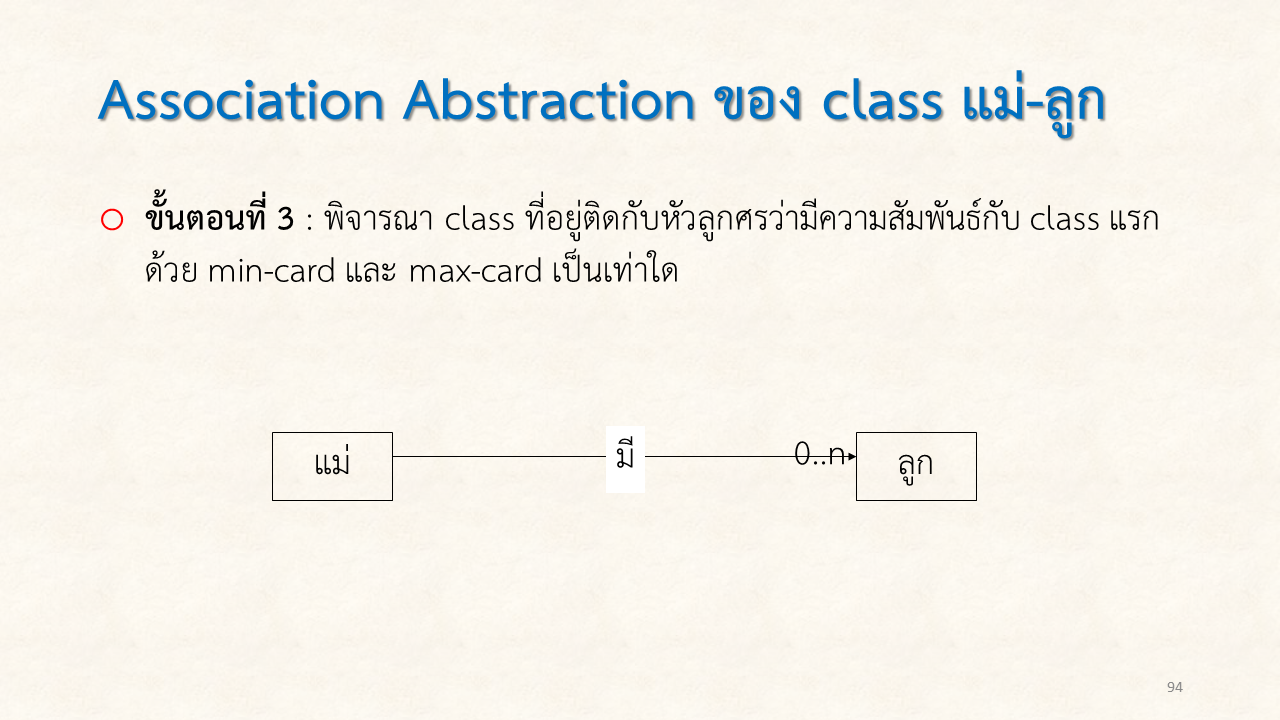 Association Abstraction ของ class แม่-ลูก
ขั้นตอนที่ 3 : พิจารณา class ที่อยู่ติดกับหัวลูกศรว่ามีความสัมพันธ์กับ class แรก
ด้วย min-card และ max-card เป็นเท่าใด
แม่ มี 0..n ลูก
94